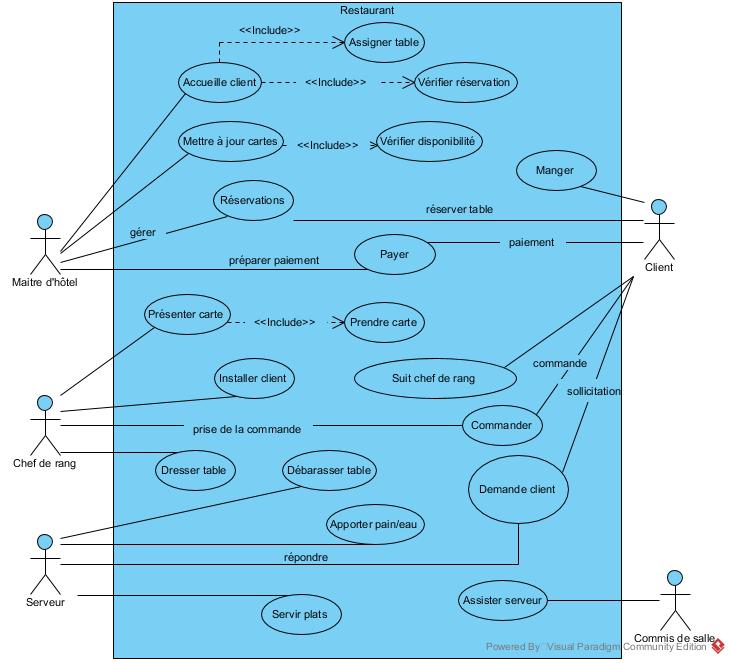 Restaurant
<<Include>>
Assigner table
Accueille client
<<Include>>
Vérifier réservation
Mettre à jour cartes
<<Include>>
Vérifier disponibilité
Manger
Réservations
réserver table
gérer
paiement
Payer
préparer paiement
Client
Maitre d'hôtel
Présenter carte
<<Include>>
Prendre carte
commande
Installer client
Suit chef de rang
sollicitation
Commander
prise de la commande
Chef de rang
Dresser table
Débarasser table
Demande client
Apporter pain/eau
répondre
Serveur
Assister serveur
Servir plats
Commis de salle
Powered By Visual Paradigm Community Edition